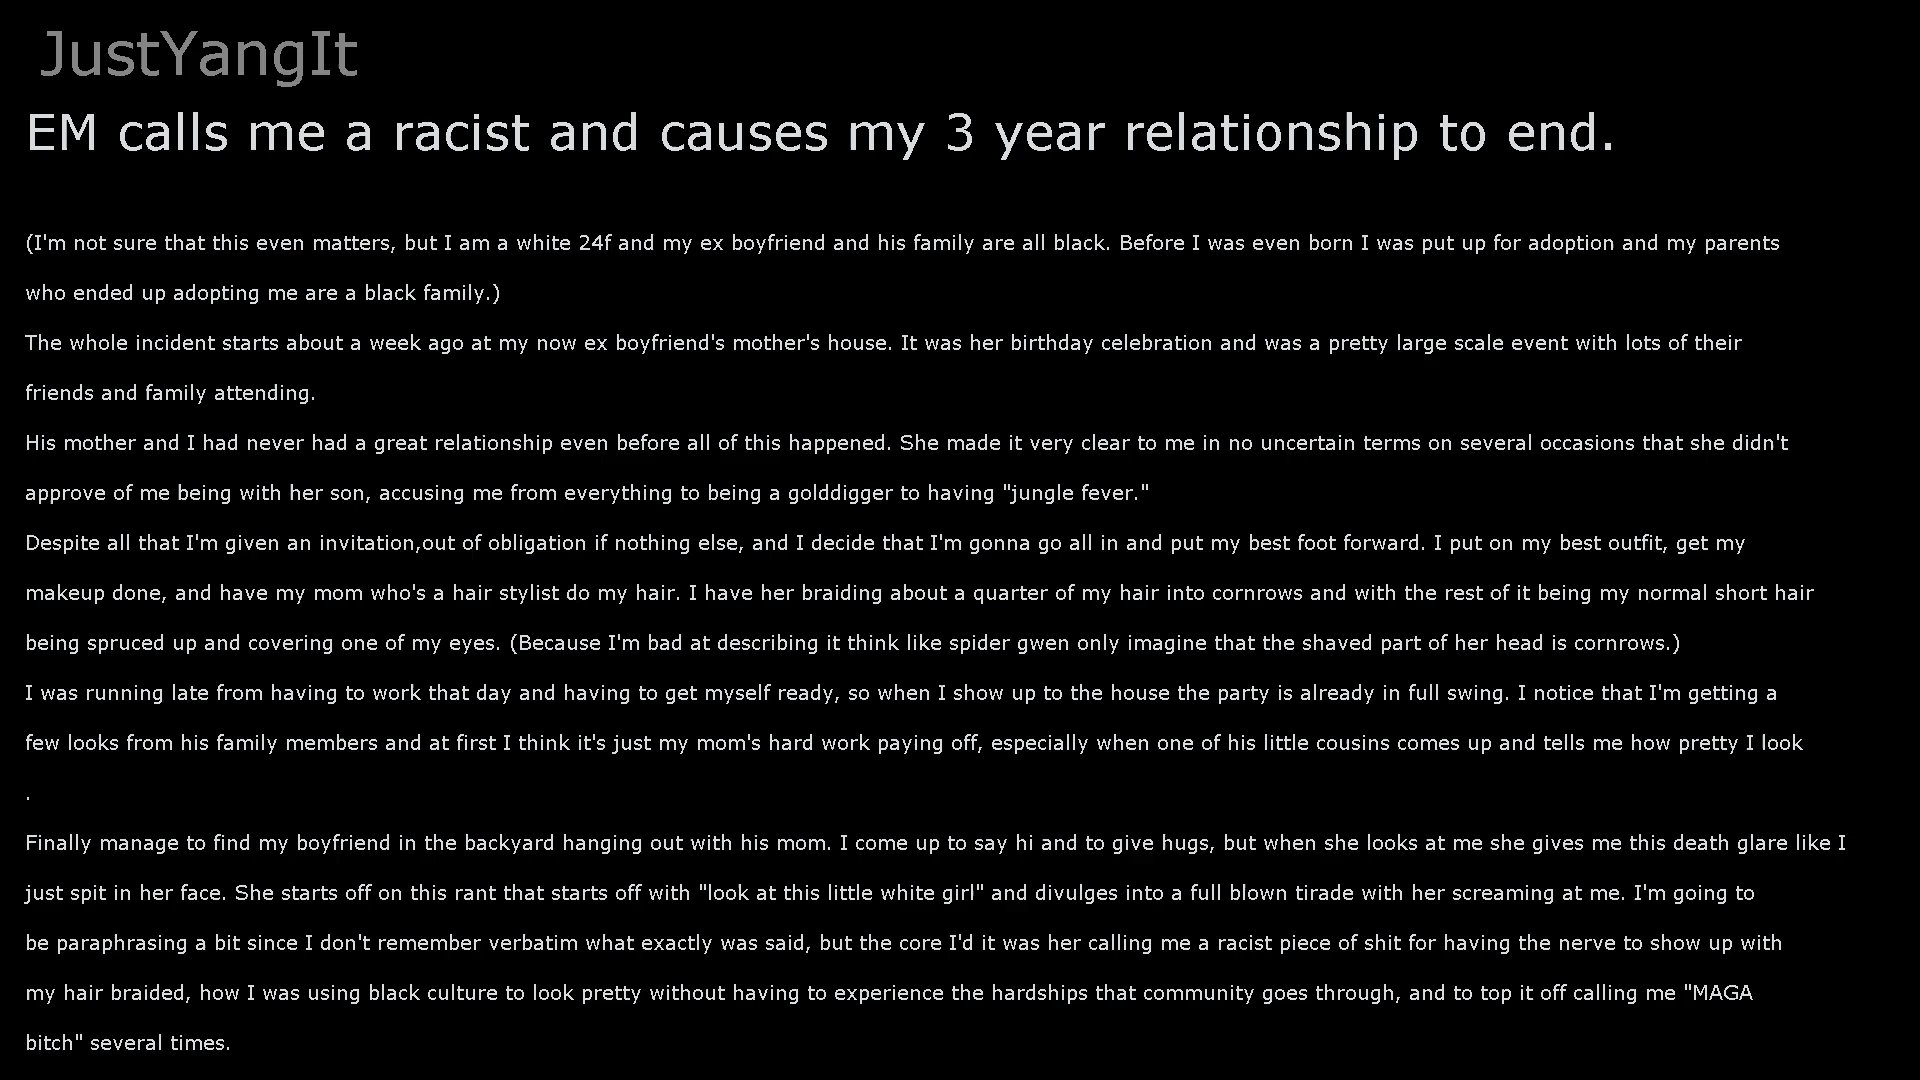 JustYangIt
EM calls me a racist and causes my 3 year relationship to end.
(I'm not sure that this even matters, but I am a white 24f and my ex boyfriend and his family are all black. Before I was even born I was put up for adoption and my parents
who ended up adopting me are a black family.)
The whole incident starts about a week ago at my now ex boyfriend's mother's house. It was her birthday celebration and was a pretty large scale event with lots of their
friends and family attending.
His mother and I had never had a great relationship even before all of this happened. She made it very clear to me in no uncertain terms on several occasions that she didn't
approve of me being with her son, accusing me from everything to being a golddigger to having "jungle fever."
Despite all that I'm given an invitation,out of obligation if nothing else, and I decide that I'm gonna go all in and put my best foot forward. I put on my best outfit, get my
makeup done, and have my mom who's a hair stylist do my hair. I have her braiding about a quarter of my hair into cornrows and with the rest of it being my normal short hair
being spruced up and covering one of my eyes. (Because I'm bad at describing it think like spider gwen only imagine that the shaved part of her head is cornrows.)
I was running late from having to work that day and having to get myself ready, so when I show up to the house the party is already in full swing. I notice that I'm getting a
few looks from his family members and at first I think it's just my mom's hard work paying off, especially when one of his little cousins comes up and tells me how pretty I look
.
Finally manage to find my boyfriend in the backyard hanging out with his mom. I come up to say hi and to give hugs, but when she looks at me she gives me this death glare like I
just spit in her face. She starts off on this rant that starts off with "look at this little white girl" and divulges into a full blown tirade with her screaming at me. I'm going to
be paraphrasing a bit since I don't remember verbatim what exactly was said, but the core I'd it was her calling me a racist piece of shit for having the nerve to show up with
my hair braided, how I was using black culture to look pretty without having to experience the hardships that community goes through, and to top it off calling me "MAGA
bitch" several times.